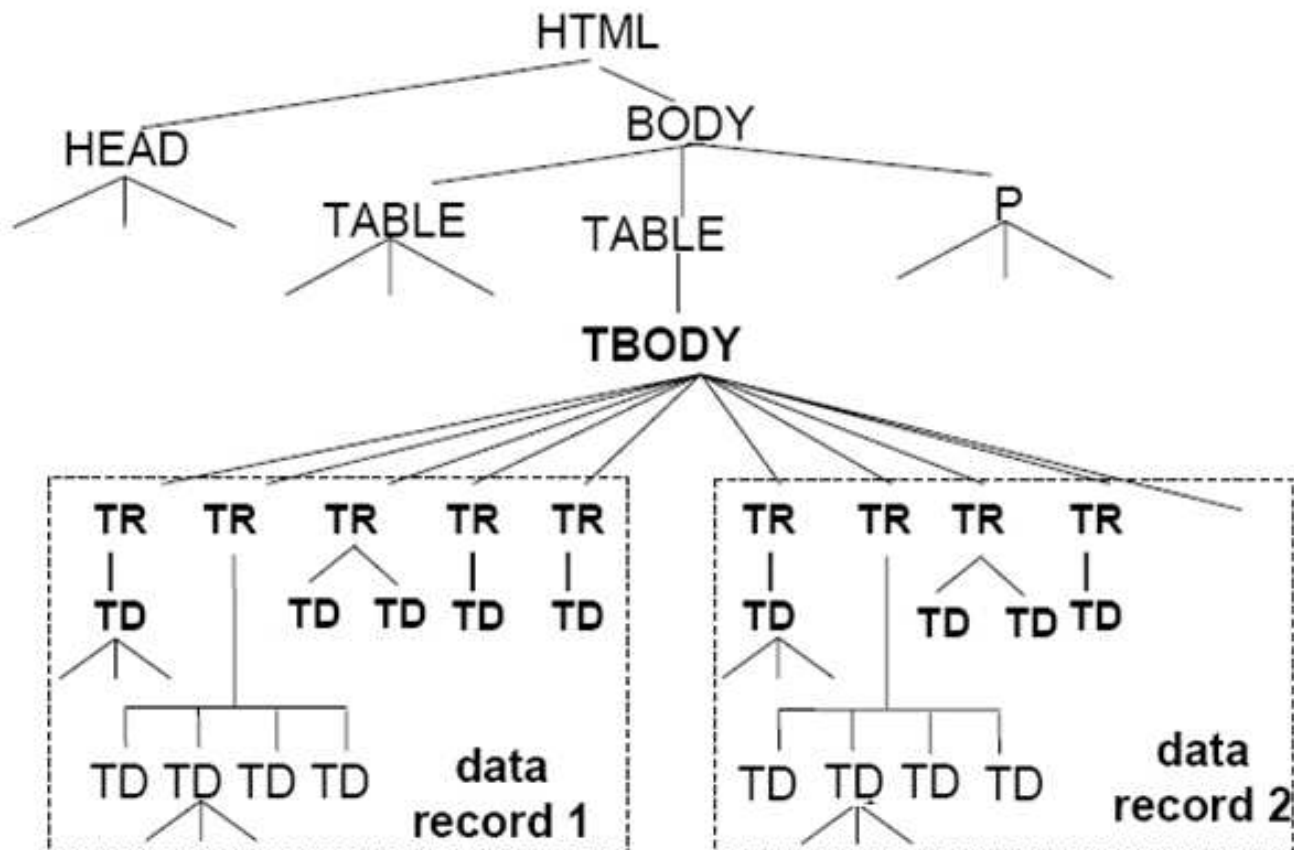 HTML
HEAD
BODY
TABLE
TABLE
P
TBODY
TR TR TR TR TR
TR TR TR TR
TD
TD TD TD TD
TD
TD TD TD
TD TD TD TD
data
record 1
TD TD TD TD
data
record 2